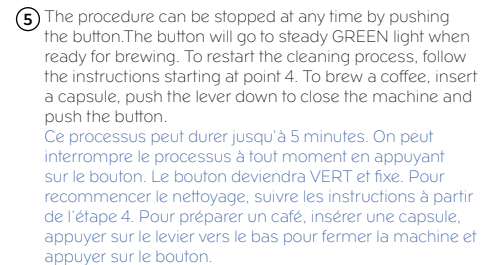 5 The procedure can be stopped at any time by pushing
the button.The button will go to steady GREEN light when
ready for brewing. To restart the cleaning process, follow
the instructions starting at point 4. To brew a coffee, insert
a capsule, push the lever down to close the machine and
push the button.
Ce processus peut durer jusqu'à 5 minutes. On peut
interrompre le processus à tout moment en appuyant
sur le bouton. Le bouton deviendra VERT et fixe. Pour
recommencer le nettoyage, suivre les instructions à partir
de l'étape 4. Pour préparer un café, insérer une capsule,
appuyer sur le levier vers le bas pour fermer la machine et
appuyer sur le bouton.